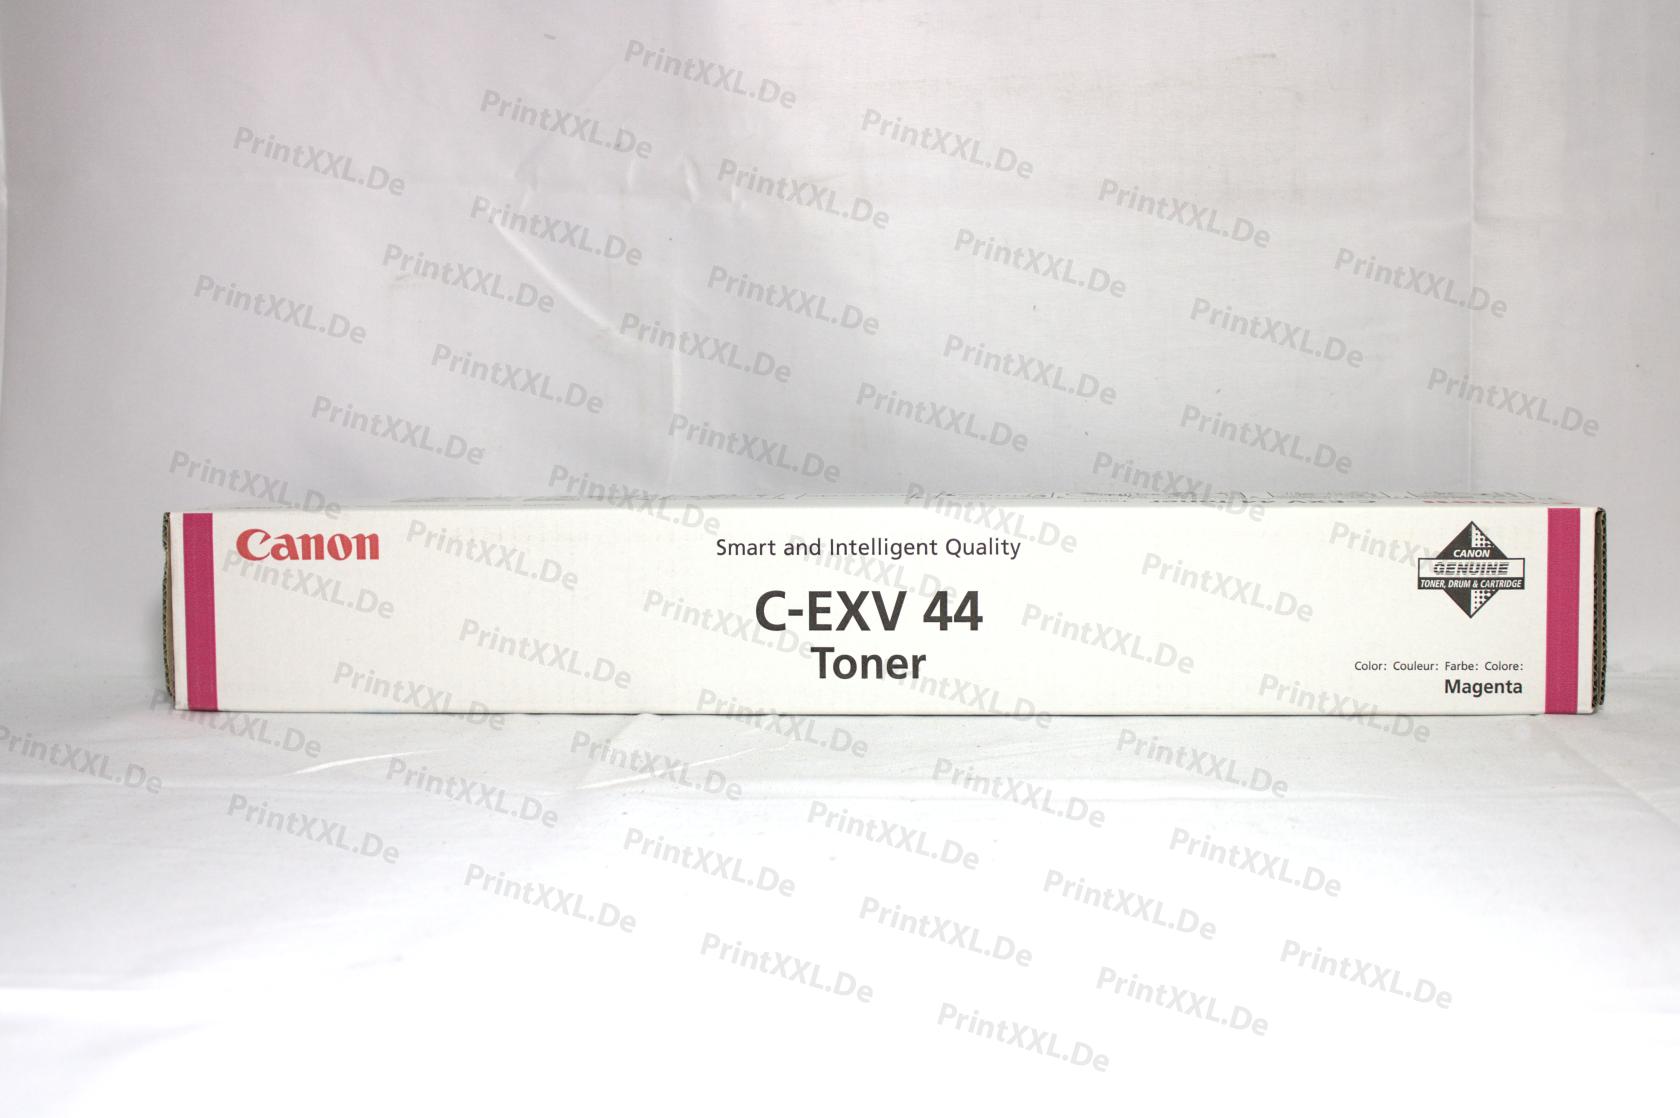 Canon
Smart and Intelligent Quality
C-EXV 44
Toner
CANON
GENUINE
TONER, DRUM & CARTRIDGE
Color: Couleur: Farbe: Colore:
Magenta
PrintXXL.De